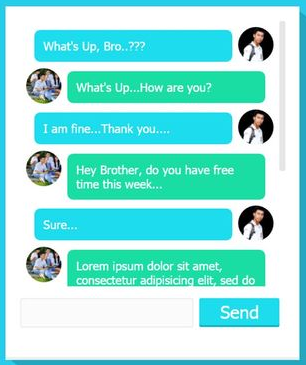 What's Up, Bro..???
What's Up...How are you?
I am fine...Thank you....
Hey Brother, do you have free
time this week...
Sure...
Lorem ipsum dolor sit amet,
consectetur adipisicing elit, sed do
Send